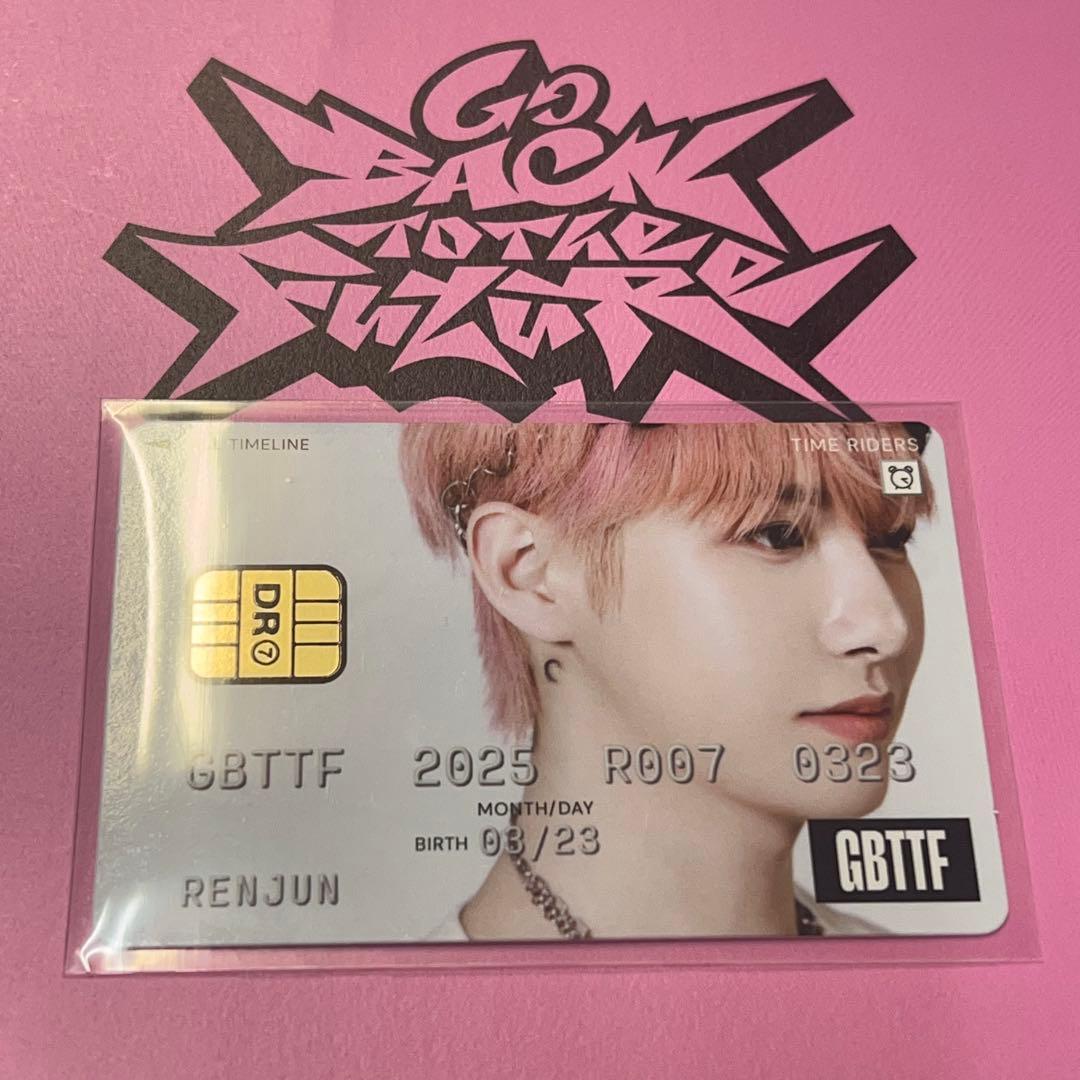 Go
BACK
TO THE
FUTURE
TIMELINE
TIME RIDERS
DR7
GBTTF 2025 R007 0323
MONTH/DAY
BIRTH 03/23
GBTTF
RENJUN